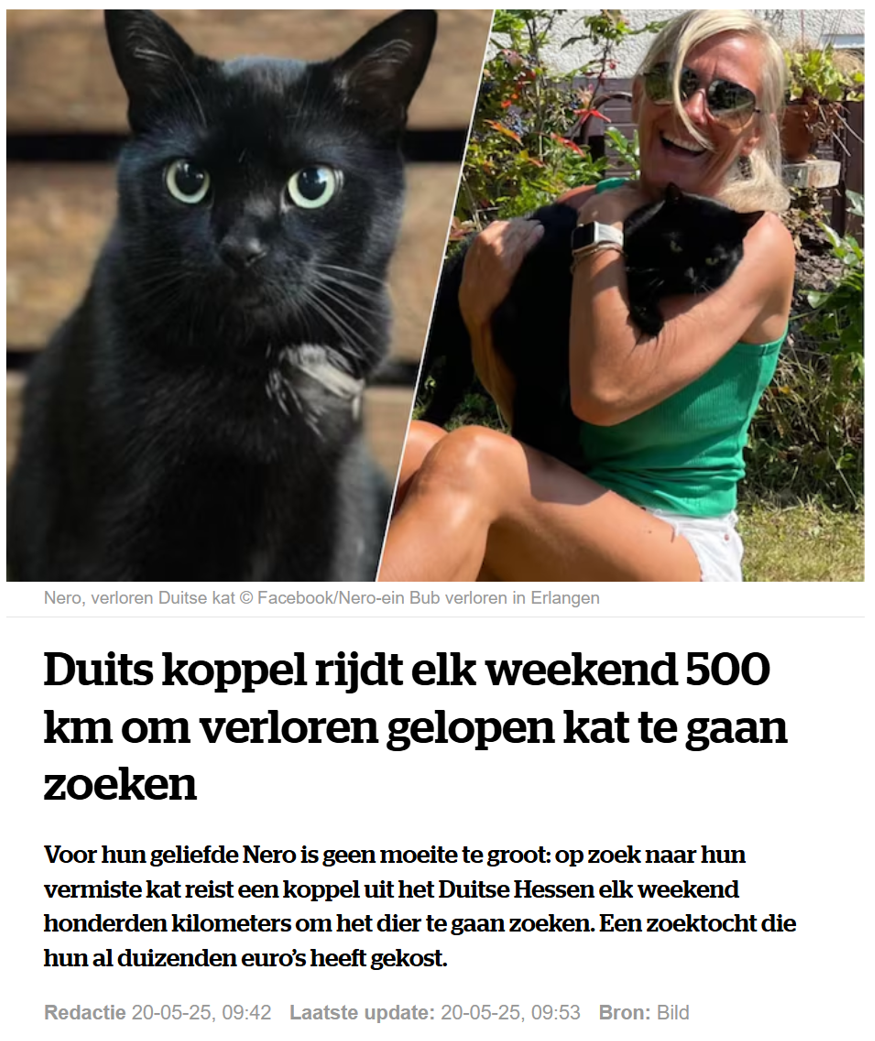 Nero, verloren Duitse kat © Facebook/Nero-ein Bub verloren in Erlangen
Duits koppel rijdt elk weekend 500
km om verloren gelopen kat te gaan
zoeken
Voor hun geliefde Nero is geen moeite te groot: op zoek naar hun
vermiste kat reist een koppel uit het Duitse Hessen elk weekend
honderden kilometers om het dier te gaan zoeken. Een zoektocht die
hun al duizenden euro’s heeft gekost.
Redactie 20-05-25, 09:42 Laatste update: 20-05-25, 09:53 Bron: Bild